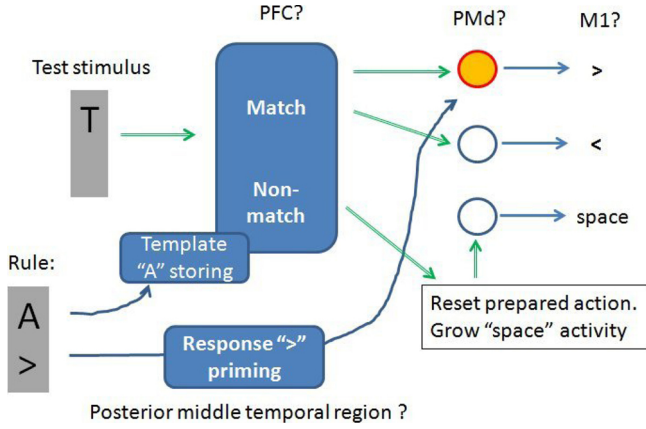 PFC?
PMd?
M1?
Test stimulus
T
Match
Non-
match
>
<
space
Template
"A" storing
Rule:
A
>
Response ">"
priming
Reset prepared action.
Grow "space" activity
Posterior middle temporal region ?